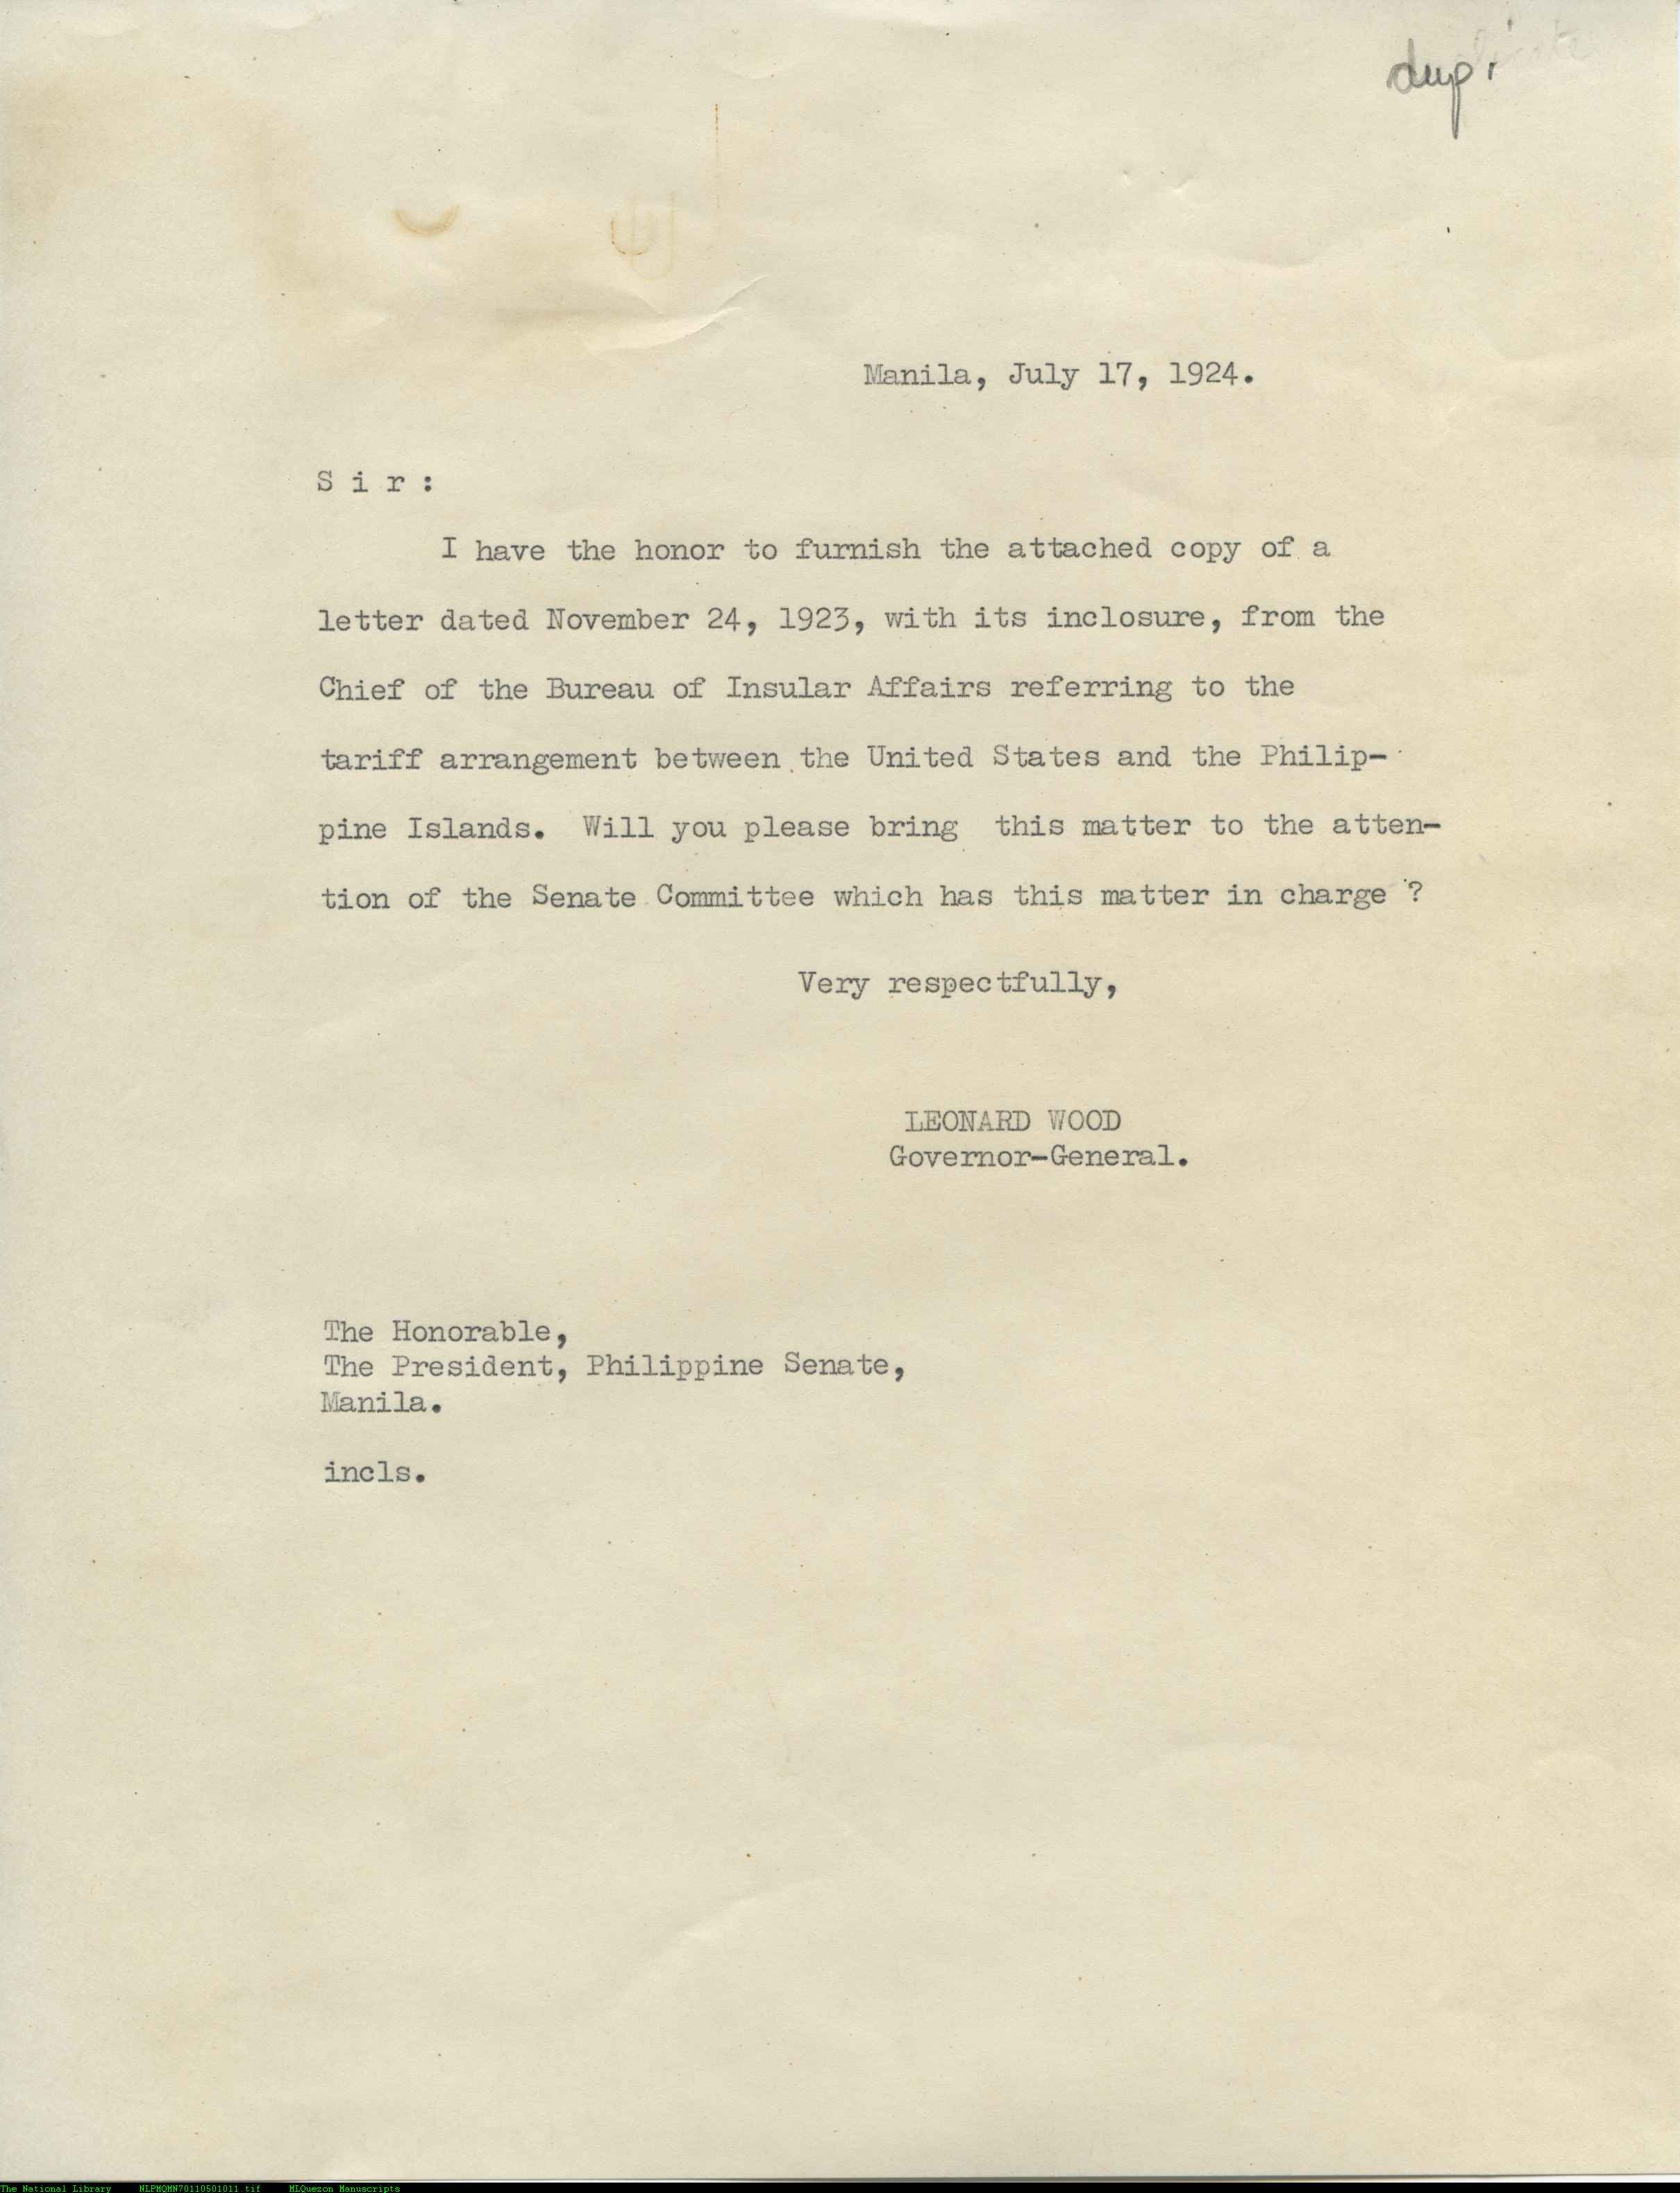 dup.
Manila, July 17, 1924.
S i r :
I have the honor to furnish the attached copy of a
letter dated November 24, 1923, with its inclosure, from the
Chief of the Bureau of Insular Affairs referring to the
tariff arrangement between the United States and the Philip-
pine Islands. Will you please bring this matter to the atten-
tion of the Senate Committee which has this matter in charge ?
Very respectfully,
LEONARD WOOD
Governor-General.
The Honorable,
The President, Philippine Senate,
Manila.
incls.
The National Library NLPMQMN70110501011.tif MLQuezon Manuscripts